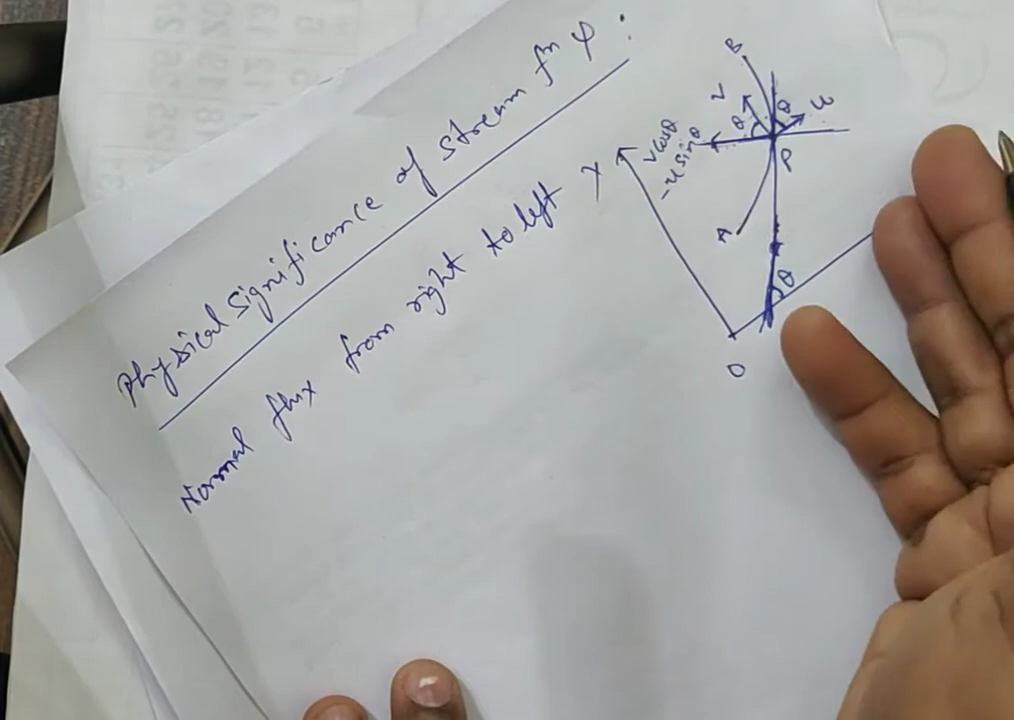 Physical Significance of stream fn ψ :
Normal flux from right to left
Y
B
v
θ
θ
u
v cosθ
-u sinθ
P
A
θ
O